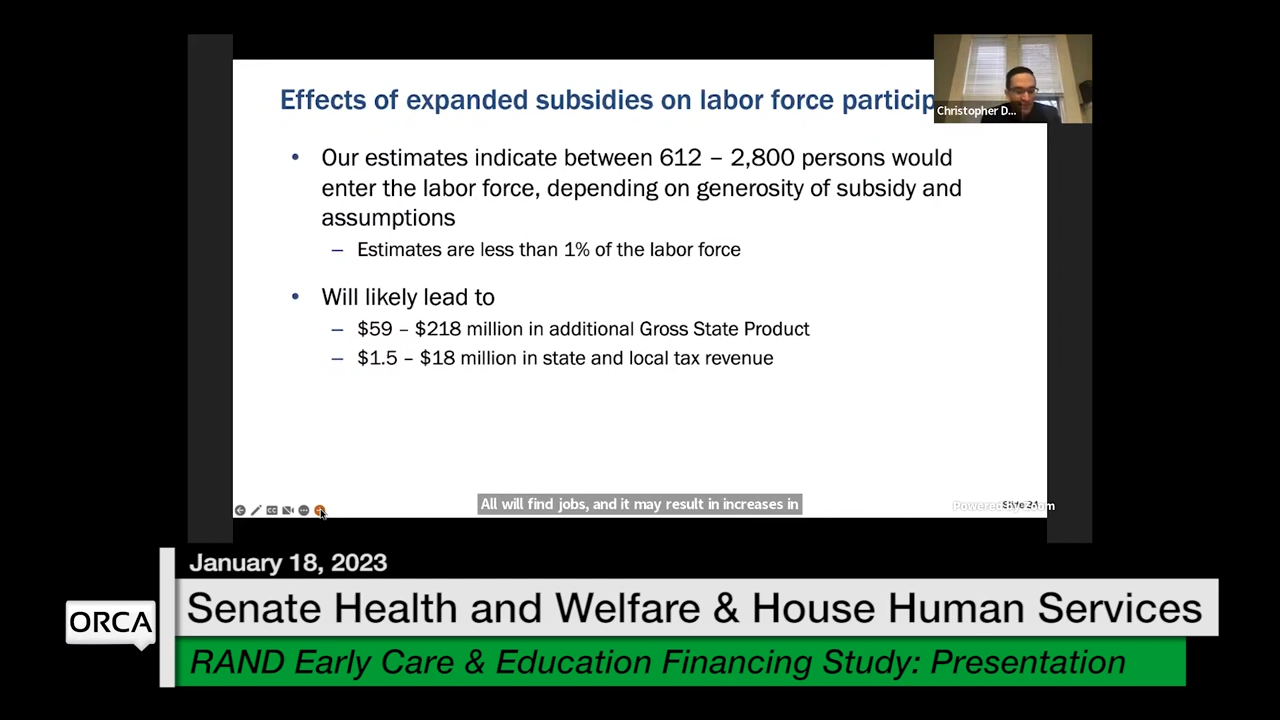 Effects of expanded subsidies on labor force particip
Christopher D...
• Our estimates indicate between 612 – 2,800 persons would
enter the labor force, depending on generosity of subsidy and
assumptions
– Estimates are less than 1% of the labor force
• Will likely lead to
– $59 – $218 million in additional Gross State Product
– $1.5 – $18 million in state and local tax revenue
All will find jobs, and it may result in increases in
Powered by Zoom
January 18, 2023
ORCA
Senate Health and Welfare & House Human Services
RAND Early Care & Education Financing Study: Presentation